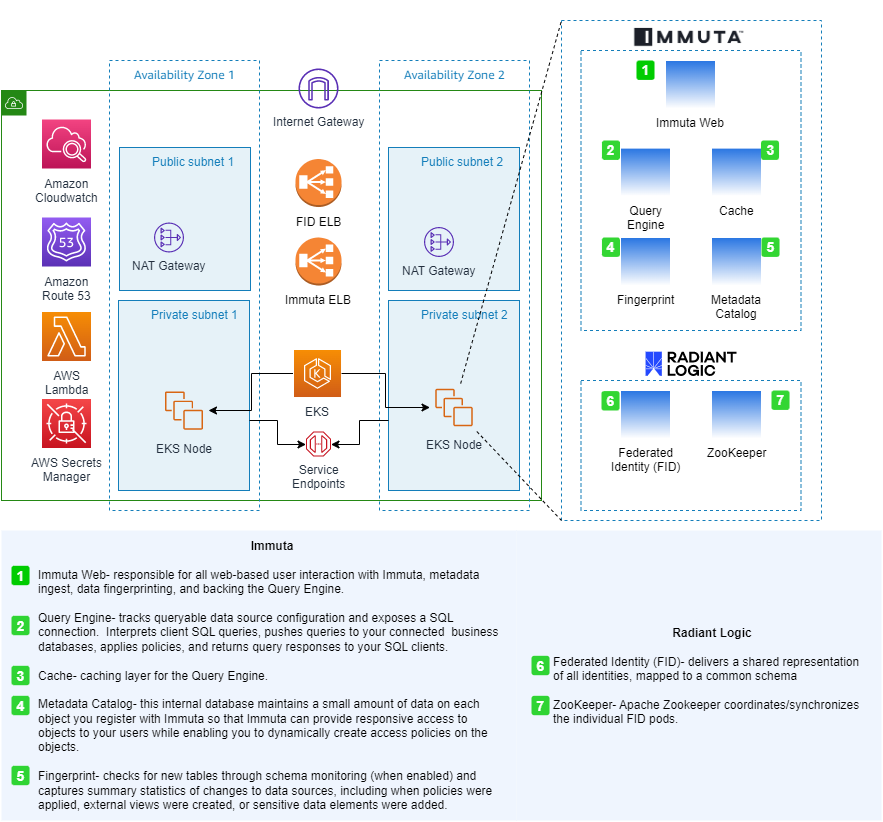 IMMUTA
Availability Zone 1
Availability Zone 2
1
Internet Gateway
Immuta Web
Amazon
Cloudwatch
Public subnet 1
Public subnet 2
2
3
FID ELB
Query
Engine
Cache
53
NAT Gateway
NAT Gateway
4
5
Amazon
Route 53
Immuta ELB
Fingerprint
Metadata
Catalog
Private subnet 1
Private subnet 2
AWS
Lambda
RADIANT
LOGIC
K
EKS
6
7
EKS Node
EKS Node
Federated
Identity (FID)
ZooKeeper
AWS Secrets
Manager
Service
Endpoints
Immuta
1 Immuta Web- responsible for all web-based user interaction with Immuta, metadata
ingest, data fingerprinting, and backing the Query Engine.
2 Query Engine- tracks queryable data source configuration and exposes a SQL
connection. Interprets client SQL queries, pushes queries to your connected business
databases, applies policies, and returns query responses to your SQL clients.
3 Cache- caching layer for the Query Engine.
4 Metadata Catalog- this internal database maintains a small amount of data on each
object you register with Immuta so that Immuta can provide responsive access to
objects to your users while enabling you to dynamically create access policies on the
objects.
5 Fingerprint- checks for new tables through schema monitoring (when enabled) and
captures summary statistics of changes to data sources, including when policies were
applied, external views were created, or sensitive data elements were added.
Radiant Logic
6 Federated Identity (FID)- delivers a shared representation
of all identities, mapped to a common schema
7 ZooKeeper- Apache Zookeeper coordinates/synchronizes
the individual FID pods.